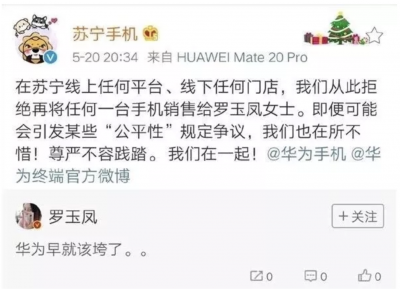 苏宁手机
5-20 20:34 来自 HUAWEI Mate 20 Pro
在苏宁线上任何平台、线下任何门店，我们从此拒
绝再将任何一台手机销售给罗玉凤女士。即便可能
会引发某些“公平性”规定争议，我们也在所不
惜！尊严不容践踏。我们在一起！@华为手机 @华
为终端官方微博
罗玉凤
+关注
华为早就该垮了。。
0 0 0